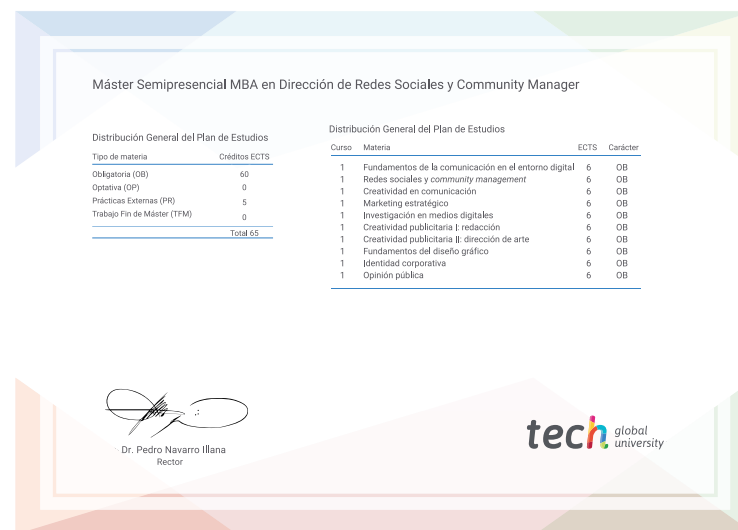 Máster Semipresencial MBA en Dirección de Redes Sociales y Community Manager
Distribución General del Plan de Estudios
Tipo de materia Créditos ECTS
Obligatoria (OB) 60
Optativa (OP) 0
Prácticas Externas (PR) 5
Trabajo Fin de Máster (TFM) 0
Total 65
Distribución General del Plan de Estudios
Curso Materia ECTS Carácter
1 Fundamentos de la comunicación en el entorno digital 6 OB
1 Redes sociales y community management 6 OB
1 Creatividad en comunicación 6 OB
1 Marketing estratégico 6 OB
1 Investigación en medios digitales 6 OB
1 Creatividad publicitaria I: redacción 6 OB
1 Creatividad publicitaria II: dirección de arte 6 OB
1 Fundamentos del diseño gráfico 6 OB
1 Identidad corporativa 6 OB
1 Opinión pública 6 OB
Dr. Pedro Navarro Illana
Rector
tech global university